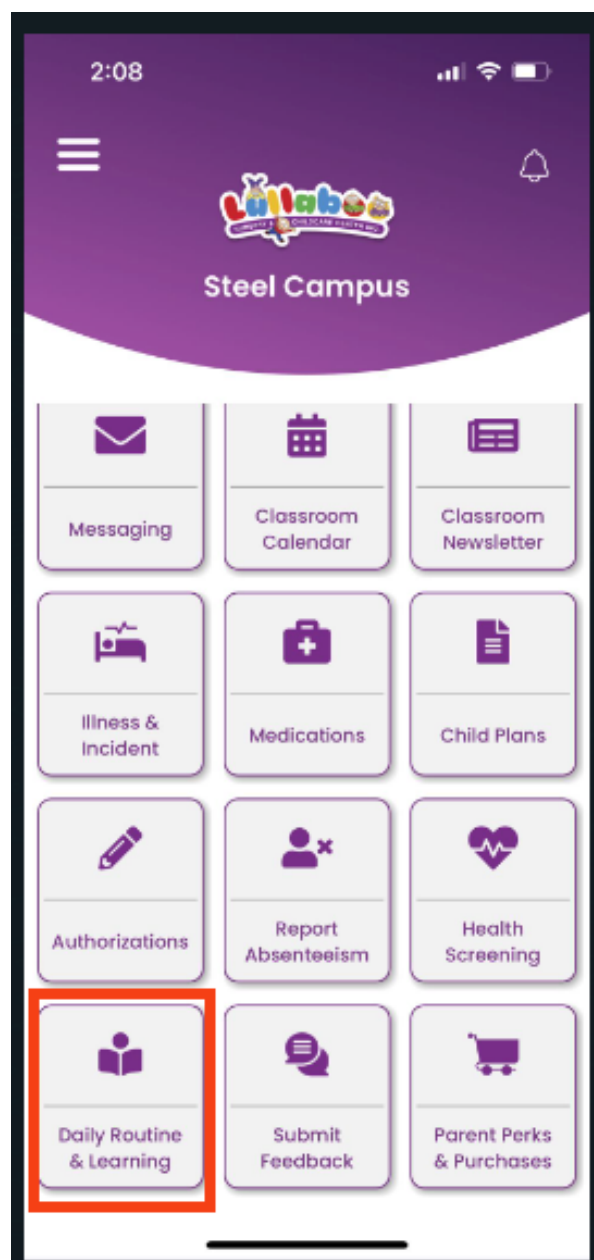 2:08
Lullaboo
Steel Campus
Messaging
Classroom
Calendar
Classroom
Newsletter
Illness &
Incident
Medications
Child Plans
Authorizations
Report
Absenteeism
Health
Screening
Daily Routine
& Learning
Submit
Feedback
Parent Perks
& Purchases